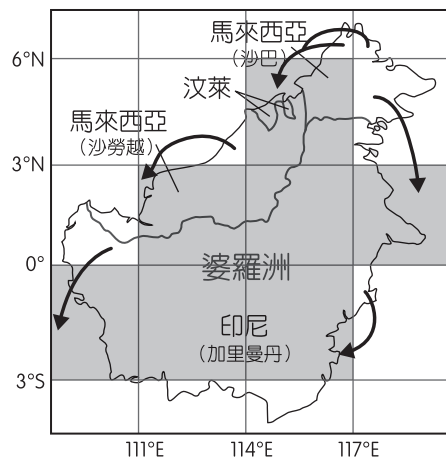 馬來西亞
(沙巴)
6°N
汶萊
馬來西亞
(沙勞越)
3°N
0°
婆羅洲
印尼
(加里曼丹)
3°S
111°E
114°E
117°E